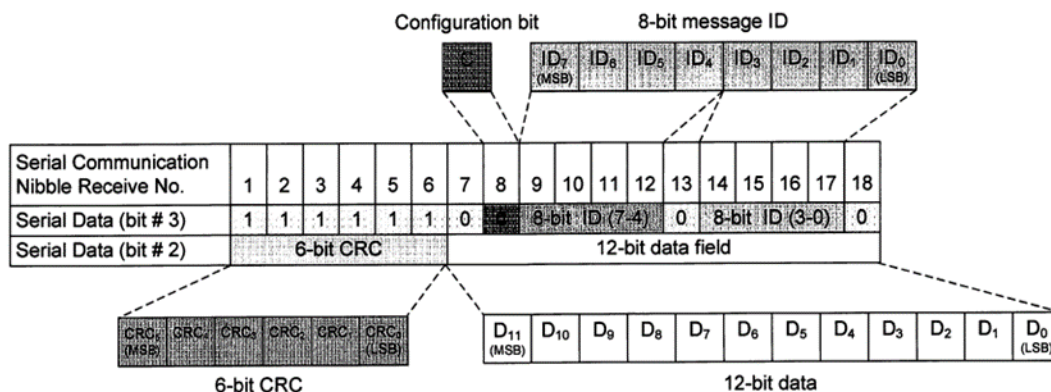 Configuration bit 8-bit message ID
C ID7 ID6 ID5 ID4 ID3 ID2 ID1 ID0
(MSB) (LSB)
Serial Communication
Nibble Receive No. 1 2 3 4 5 6 7 8 9 10 11 12 13 14 15 16 17 18
Serial Data (bit # 3) 1 1 1 1 1 1 0 8-bit ID (7-4) 0 8-bit ID (3-0) 0
Serial Data (bit # 2) 6-bit CRC 12-bit data field
CRC5 CRC4 CRC3 CRC2 CRC1 CRC0 D11 D10 D9 D8 D7 D6 D5 D4 D3 D2 D1 D0
(MSB) (LSB) (MSB) (LSB)
6-bit CRC 12-bit data